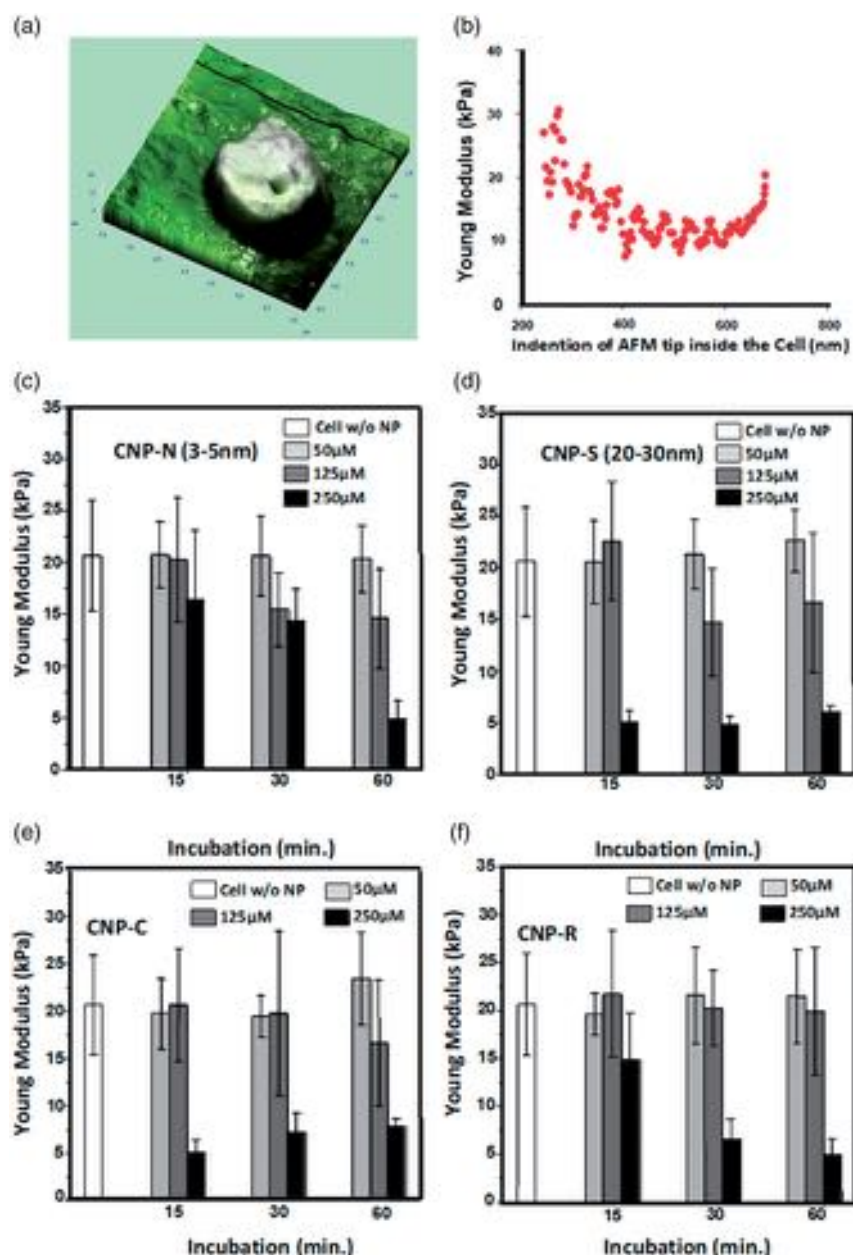 (a)
(b)
Young Modulus (kPa)
40
30
20
10
0
200 400 600 800
Indention of AFM tip inside the Cell (nm)
(c)
Young Modulus (kPa)
35
30
25
20
15
10
5
0
CNP-N (3-5nm)
Cell w/o NP
50μM
125μM
250μM
15 30 60
Incubation (min.)
(d)
Young Modulus (kPa)
35
30
25
20
15
10
5
0
CNP-S (20-30nm)
Cell w/o NP
50μM
125μM
250μM
15 30 60
Incubation (min.)
(e)
Young Modulus (kPa)
35
30
25
20
15
10
5
0
Cell w/o NP 50μM
125μM 250μM
CNP-C
15 30 60
Incubation (min.)
(f)
Young Modulus (kPa)
35
30
25
20
15
10
5
0
Cell w/o NP 50μM
125μM 250μM
CNP-R
15 30 60
Incubation (min.)